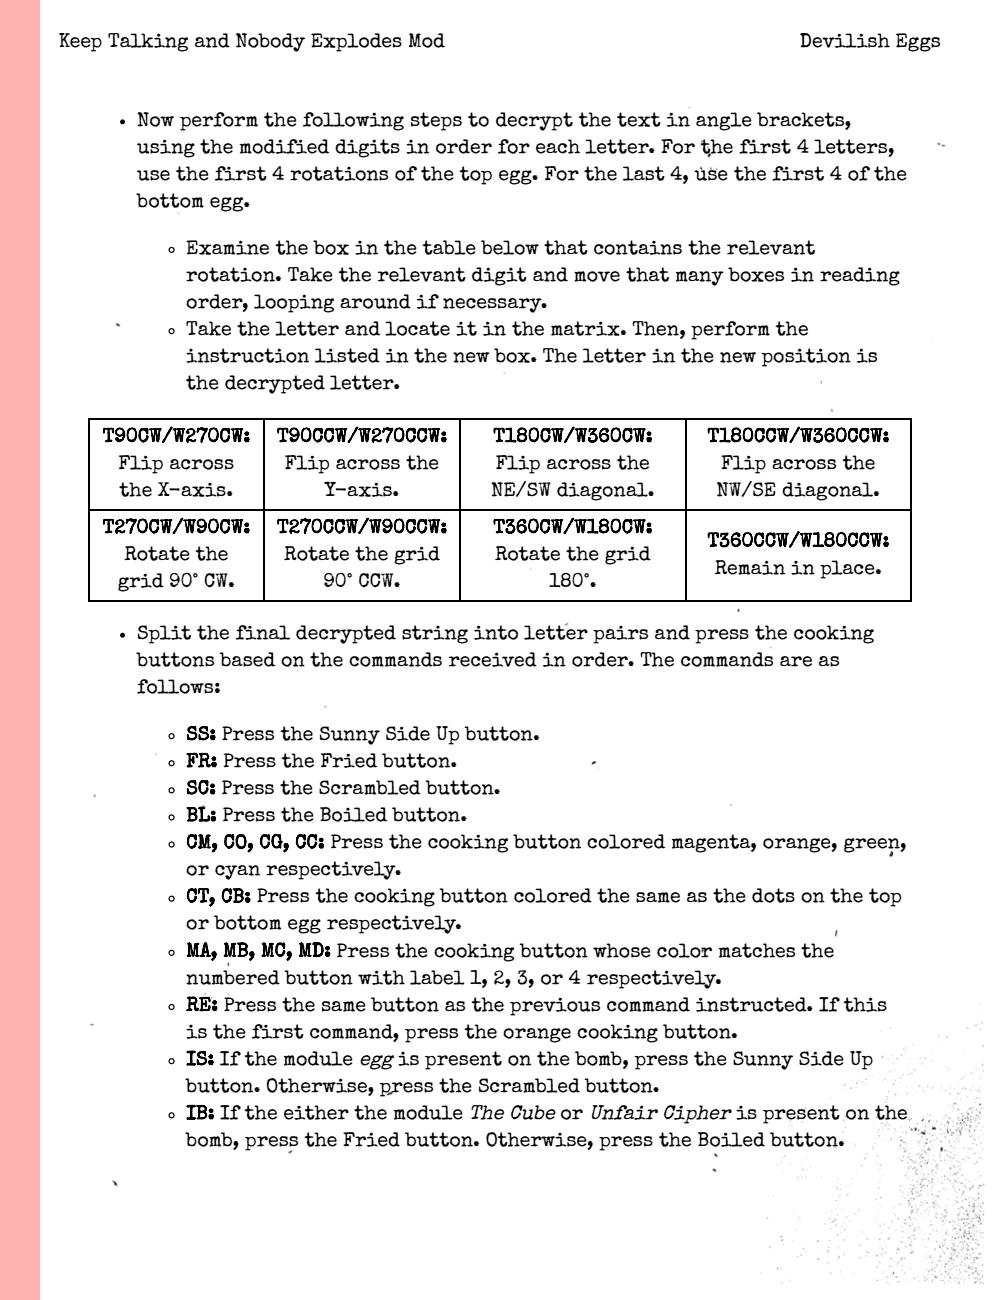 Keep Talking and Nobody Explodes Mod Devilish Eggs
• Now perform the following steps to decrypt the text in angle brackets,
using the modified digits in order for each letter. For the first 4 letters,
use the first 4 rotations of the top egg. For the last 4, use the first 4 of the
bottom egg.
◦ Examine the box in the table below that contains the relevant
rotation. Take the relevant digit and move that many boxes in reading
order, looping around if necessary.
◦ Take the letter and locate it in the matrix. Then, perform the
instruction listed in the new box. The letter in the new position is
the decrypted letter.
T90CW/W270CW: T90CCW/W270CCW: T180CW/W360CW: T180CCW/W360CCW:
Flip across Flip across the Flip across the Flip across the
the X-axis. Y-axis. NE/SW diagonal. NW/SE diagonal.
T270CW/W90CW: T270CCW/W90CCW: T360CW/W180CW: T360CCW/W180CCW:
Rotate the Rotate the grid Rotate the grid Remain in place.
grid 90° CW. 90° CCW. 180°.
• Split the final decrypted string into letter pairs and press the cooking
buttons based on the commands received in order. The commands are as
follows:
◦ SS: Press the Sunny Side Up button.
◦ FR: Press the Fried button.
◦ SC: Press the Scrambled button.
◦ BL: Press the Boiled button.
◦ CM, CO, CG, CC: Press the cooking button colored magenta, orange, green,
or cyan respectively.
◦ CT, CB: Press the cooking button colored the same as the dots on the top
or bottom egg respectively.
◦ MA, MB, MC, MD: Press the cooking button whose color matches the
numbered button with label 1, 2, 3, or 4 respectively.
◦ RE: Press the same button as the previous command instructed. If this
is the first command, press the orange cooking button.
◦ IS: If the module egg is present on the bomb, press the Sunny Side Up
button. Otherwise, press the Scrambled button.
◦ IB: If the either the module The Cube or Unfair Cipher is present on the
bomb, press the Fried button. Otherwise, press the Boiled button.